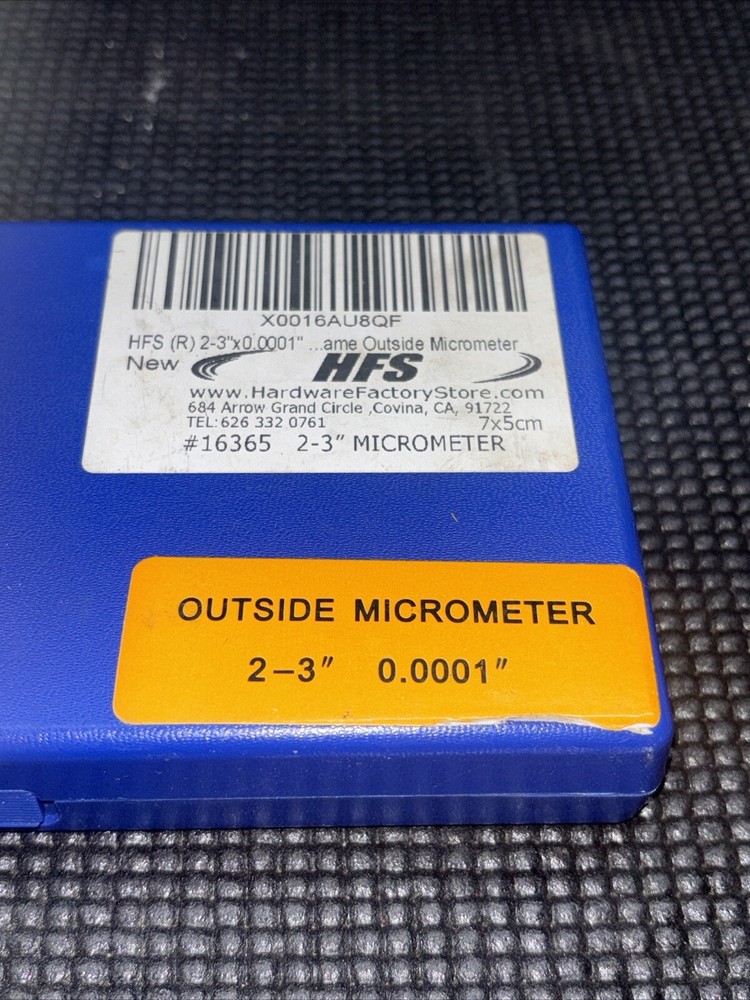 X0016AU8QF
HFS (R) 2-3"x0.0001" ...ame Outside Micrometer
New
HFS
www.HardwareFactoryStore.com
684 Arrow Grand Circle ,Covina, CA, 91722
TEL: 626 332 0761 7x5cm
#16365 2-3" MICROMETER
OUTSIDE MICROMETER
2-3" 0.0001"